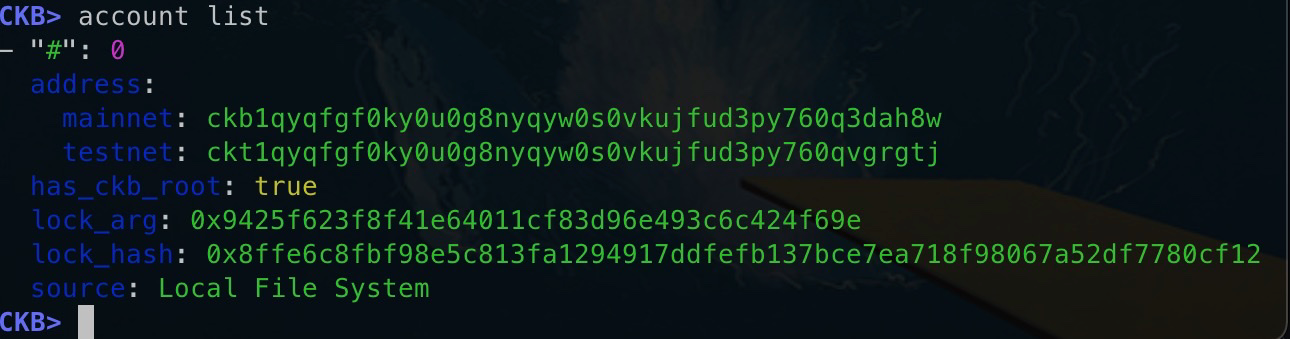 CKB> account list
– "#": 0
address:
mainnet: ckb1qyqfgf0ky0u0g8nyqyw0s0vkujfud3py760q3dah8w
testnet: ckt1qyqfgf0ky0u0g8nyqyw0s0vkujfud3py760qvgrgtj
has_ckb_root: true
lock_arg: 0x9425f623f8f41e64011cf83d96e493c6c424f69e
lock_hash: 0x8ffe6c8fbf98e5c813fa1294917ddfefb137bce7ea718f98067a52df7780cf12
source: Local File System
CKB>